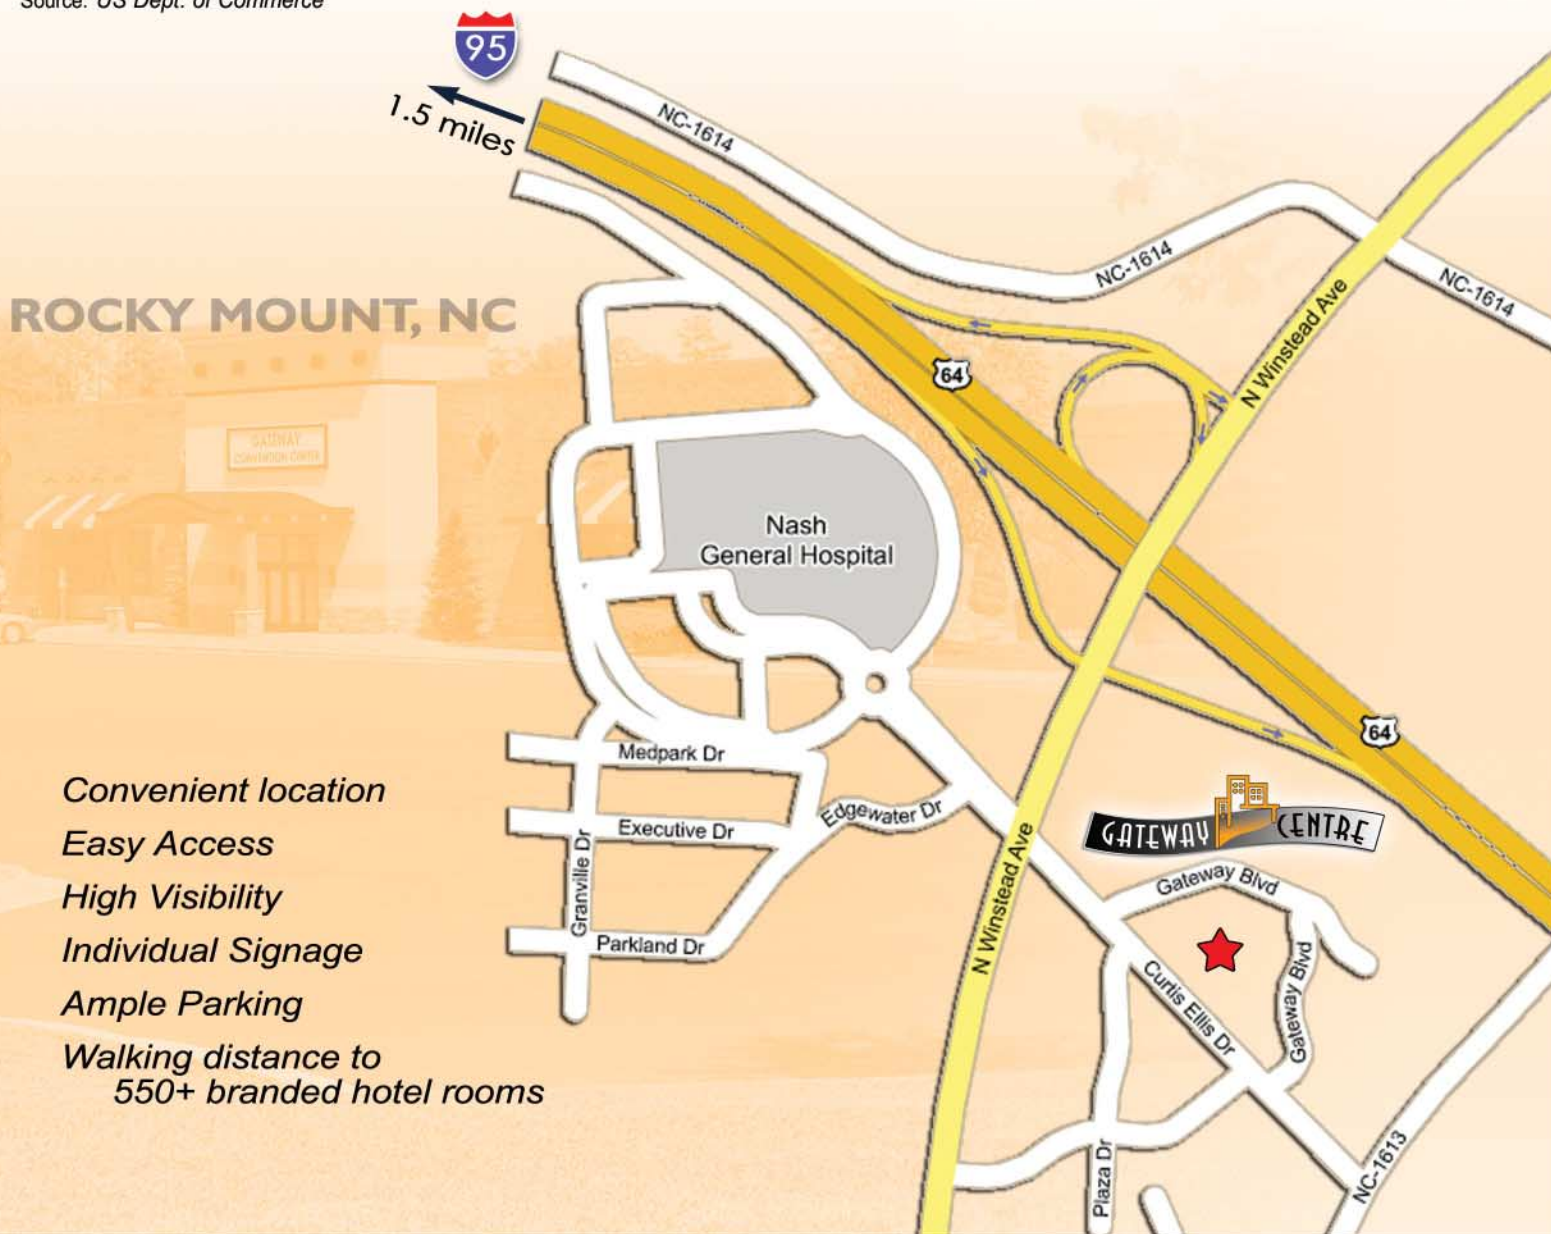 Source: US Dept. of Commerce
95
1.5 miles
NC-1614
NC-1614
NC-1614
N Winstead Ave
ROCKY MOUNT, NC
64
GATEWAY
CONVENTION CENTER
Nash
General Hospital
64
Medpark Dr
Convenient location
Easy Access
High Visibility
Individual Signage
Ample Parking
Walking distance to
550+ branded hotel rooms
Executive Dr
Edgewater Dr
Granville Dr
Parkland Dr
N Winstead Ave
GATEWAY CENTRE
Gateway Blvd
Gateway Blvd
Curtis Ellis Dr
Plaza Dr
NC-1613